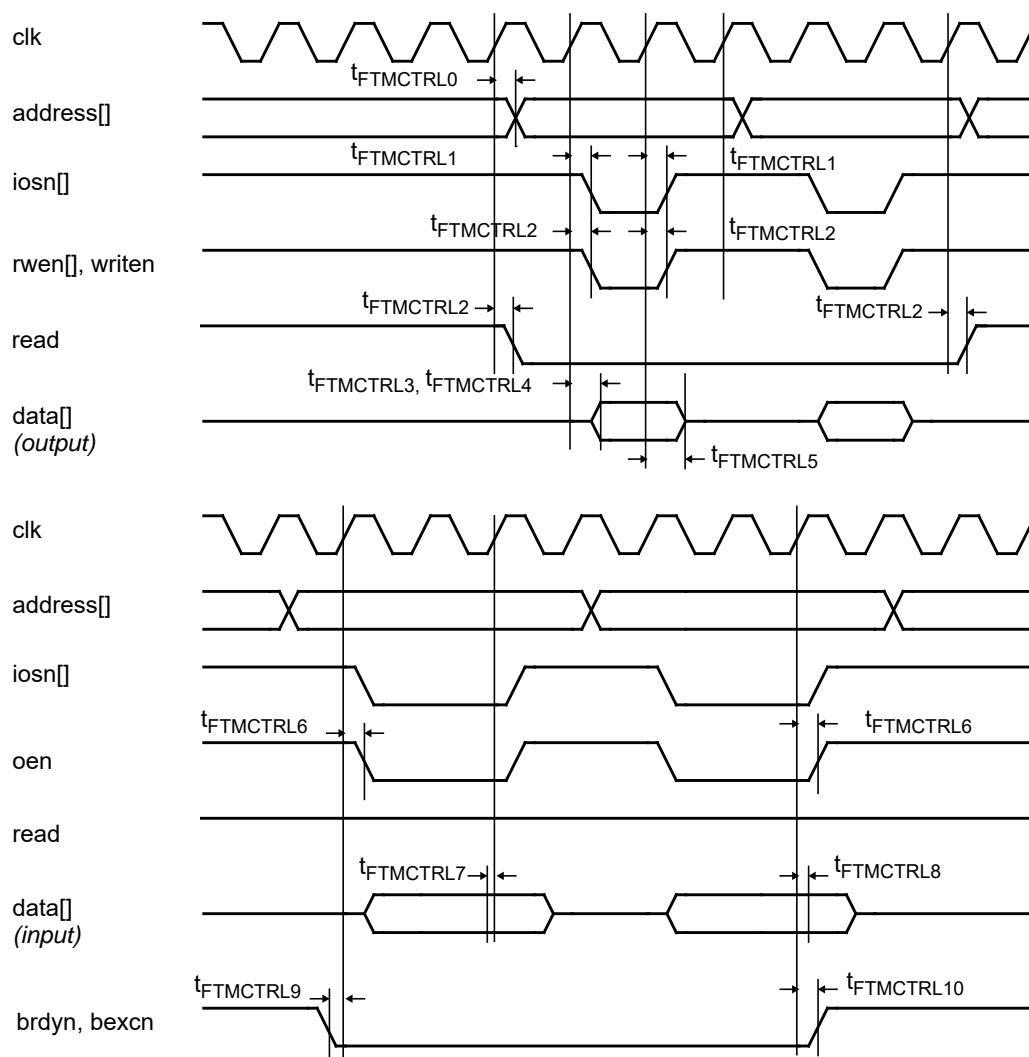 clk
tFTMCTRL0
address[]
tFTMCTRL1 tFTMCTRL1
iosn[]
tFTMCTRL2 tFTMCTRL2
rwen[], writen
tFTMCTRL2 tFTMCTRL2
read
tFTMCTRL3, tFTMCTRL4
data[]
(output)
tFTMCTRL5
clk
address[]
iosn[]
tFTMCTRL6 tFTMCTRL6
oen
read
tFTMCTRL7 tFTMCTRL8
data[]
(input)
tFTMCTRL9 tFTMCTRL10
brdyn, bexcn